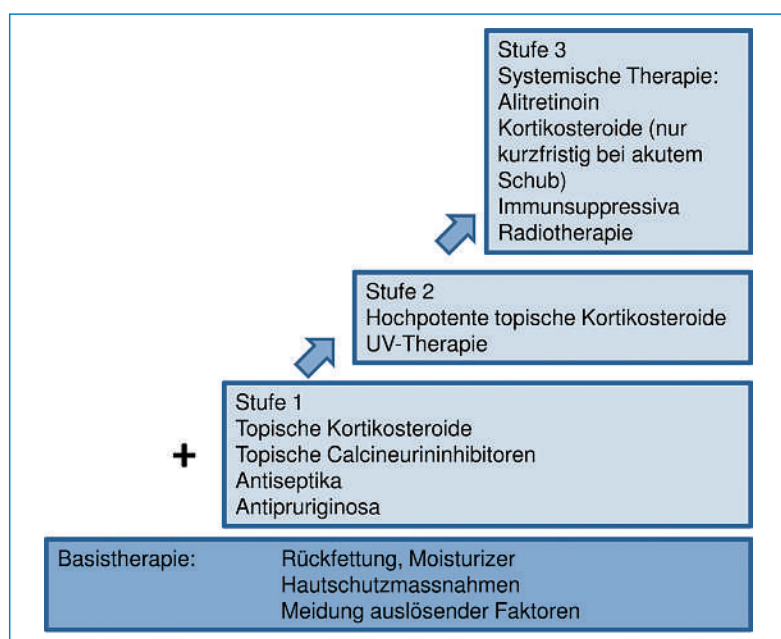 Stufe 3
Systemische Therapie:
Alitretinoin
Kortikosteroide (nur
kurzfristig bei akutem
Schub)
Immunsuppressiva
Radiotherapie
Stufe 2
Hochpotente topische Kortikosteroide
UV-Therapie
Stufe 1
Topische Kortikosteroide
Topische Calcineurininhibitoren
Antiseptika
Antipruriginosa
+
Basistherapie: Rückfettung, Moisturizer
Hautschutzmassnahmen
Meidung auslösender Faktoren